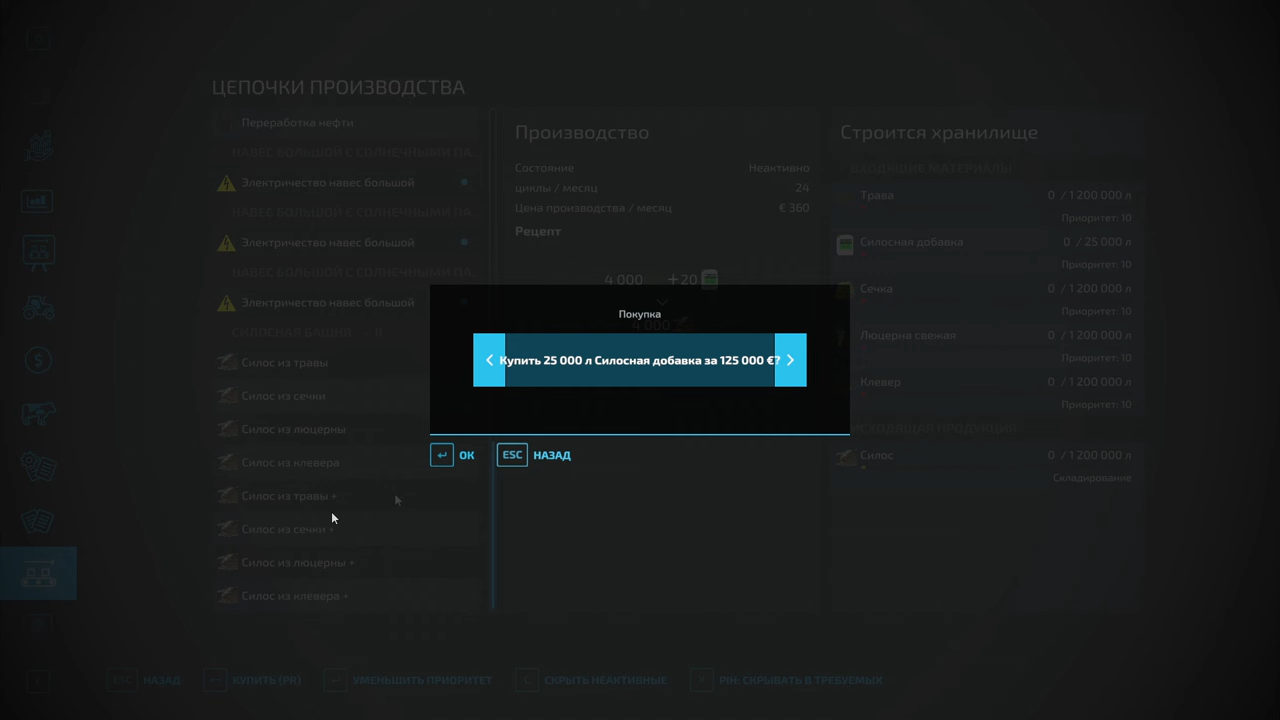 ЦЕПОЧКИ ПРОИЗВОДСТВА
Переработка нефти
НАВЕС БОЛЬШОЙ С СОЛНЕЧНЫМИ ПА...
Электричество навес большой
НАВЕС БОЛЬШОЙ С СОЛНЕЧНЫМИ ПА...
Электричество навес большой
НАВЕС БОЛЬШОЙ С СОЛНЕЧНЫМИ ПА...
Электричество навес большой
СИЛОСНАЯ БАШНЯ
Силос из травы
Силос из сечки
Силос из люцерны
Силос из клевера
Силос из травы +
Силос из сечки +
Силос из люцерны +
Силос из клевера +
Производство
Состояние Неактивно
циклы / месяц 24
Цена производства / месяц € 360
Рецепт
4 000 +20
4 000
Покупка
Купить 25 000 л Силосная добавка за 125 000 €?
ОК ESC НАЗАД
Строится хранилище
ВХОДЯЩИЕ МАТЕРИАЛЫ
Трава 0 / 1 200 000 л
Приоритет: 10
Силосная добавка 0 / 25 000 л
Приоритет: 10
Сечка 0 / 1 200 000 л
Приоритет: 10
Люцерна свежая 0 / 1 200 000 л
Приоритет: 10
Клевер 0 / 1 200 000 л
Приоритет: 10
ИСХОДЯЩАЯ ПРОДУКЦИЯ
Силос 0 / 1 200 000 л
Складирование
ESC НАЗАД КУПИТЬ (PR) УМЕНЬШИТЬ ПРИОРИТЕТ C СКРЫТЬ НЕАКТИВНЫЕ PIH: СКРЫВАТЬ В ТРЕБУЕМЫХ